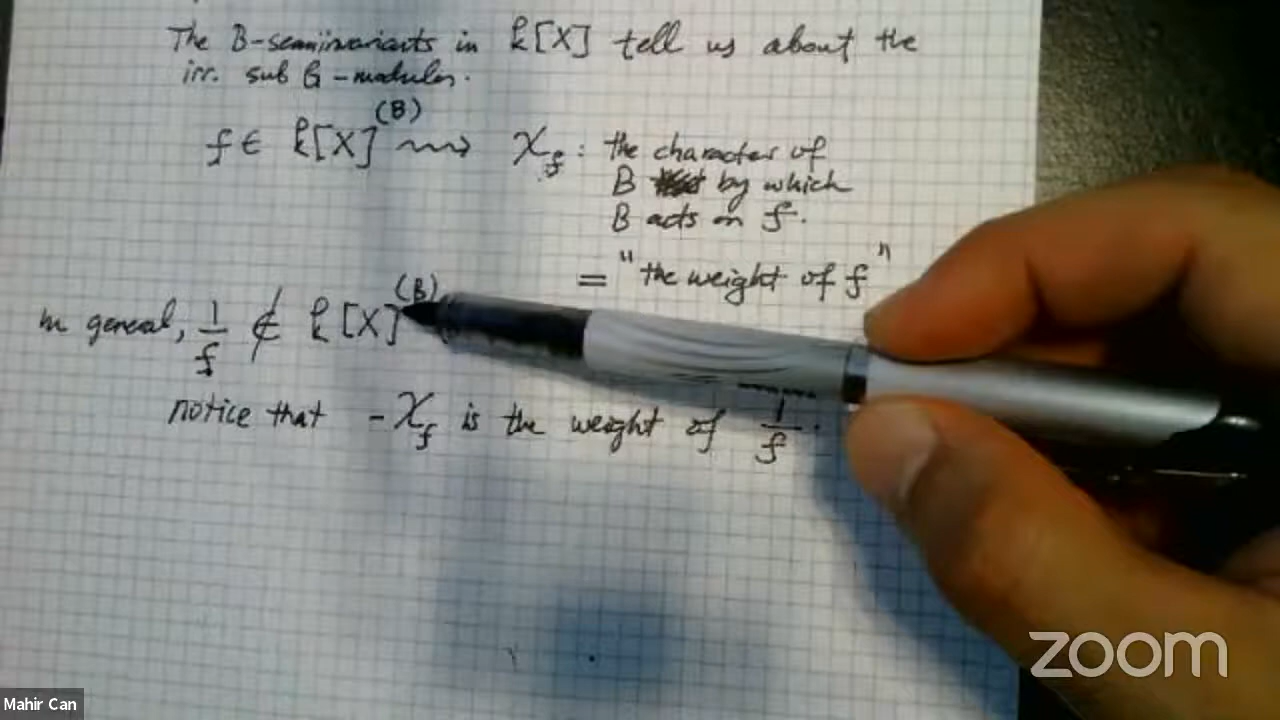 The B-semiinvariants in k[X] tell us about the
irr. sub G-modules.
f ∈ k[X]^(B) ⇝ χ_f : the character of
B by which
B acts on f.
= "the weight of f"
In general, 1/f ∉ k[X]^(B)
notice that -χ_f is the weight of 1/f.
zoom
Mahir Can